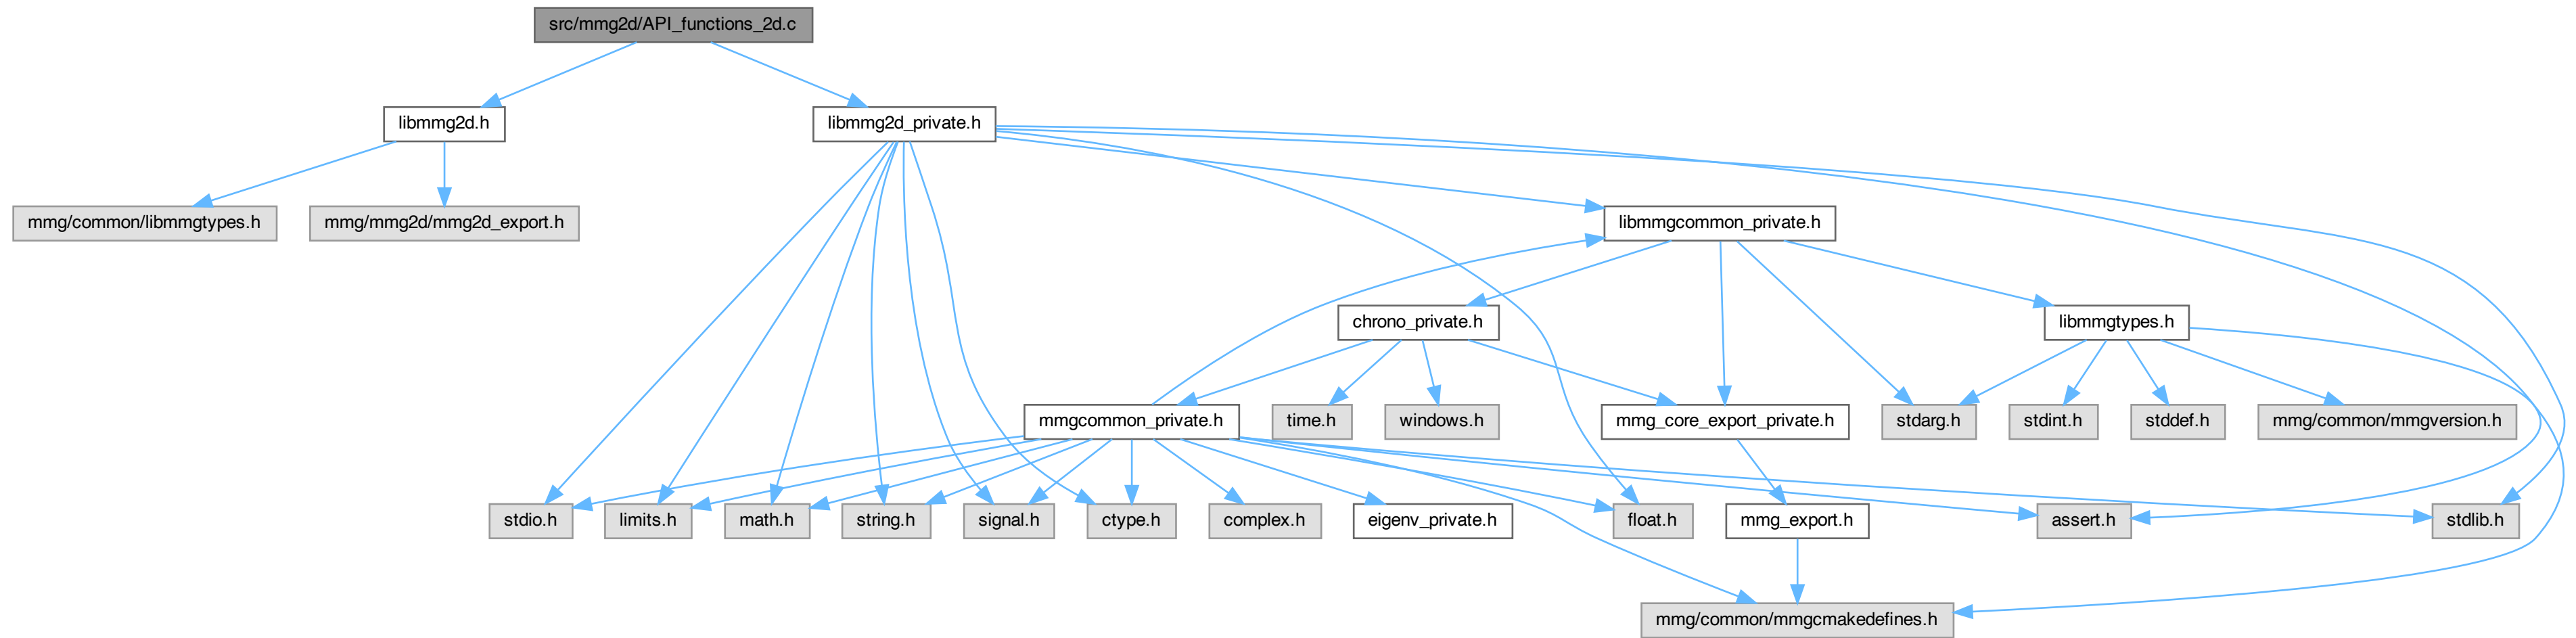 src/mmg2d/API_functions_2d.c
libmmg2d.h
libmmg2d_private.h
mmg/common/libmmgtypes.h
mmg/mmg2d/mmg2d_export.h
libmmgcommon_private.h
chrono_private.h
libmmgtypes.h
mmgcommon_private.h
time.h
windows.h
mmg_core_export_private.h
stdarg.h
stdint.h
stddef.h
mmg/common/mmgversion.h
stdio.h
limits.h
math.h
string.h
signal.h
ctype.h
complex.h
eigenv_private.h
float.h
mmg_export.h
assert.h
stdlib.h
mmg/common/mmgcmakedefines.h